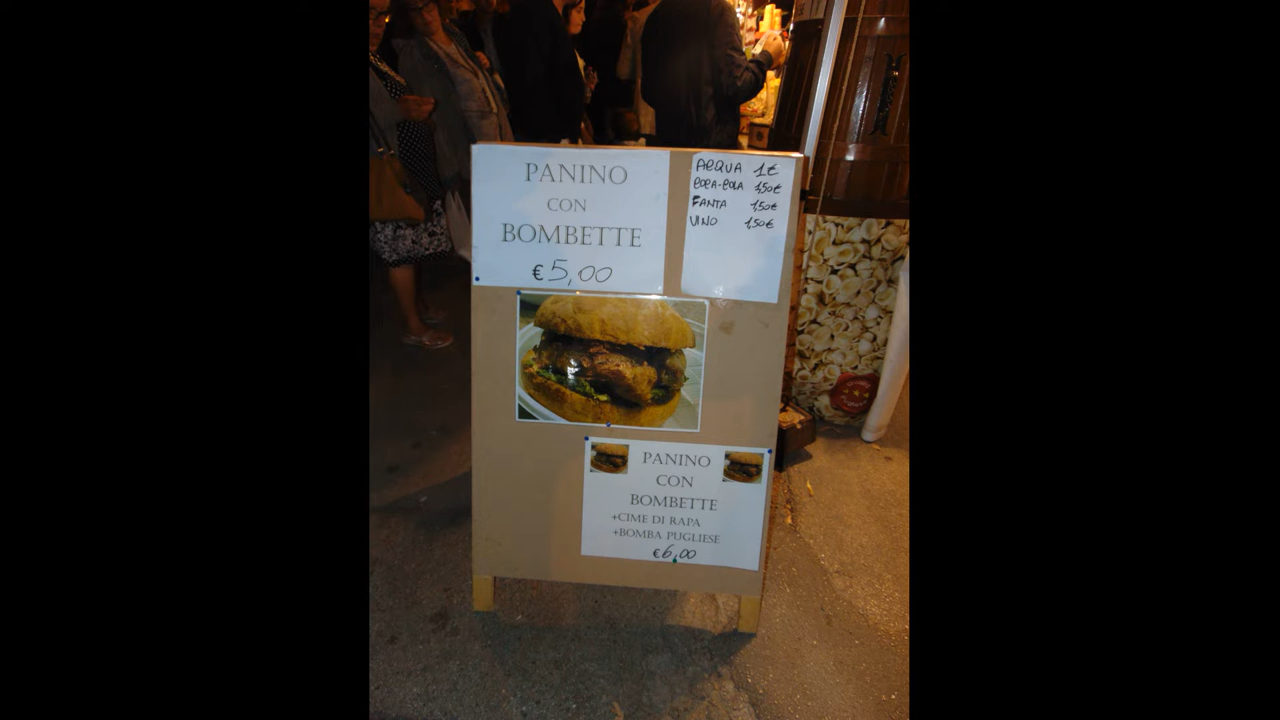 PANINO
CON
BOMBETTE
€ 5,00
ACQUA 1€
COCA-COLA 1,50€
FANTA 1,50€
VINO 1,50€
PANINO
CON
BOMBETTE
+CIME DI RAPA
+BOMBA PUGLIESE
€6,00